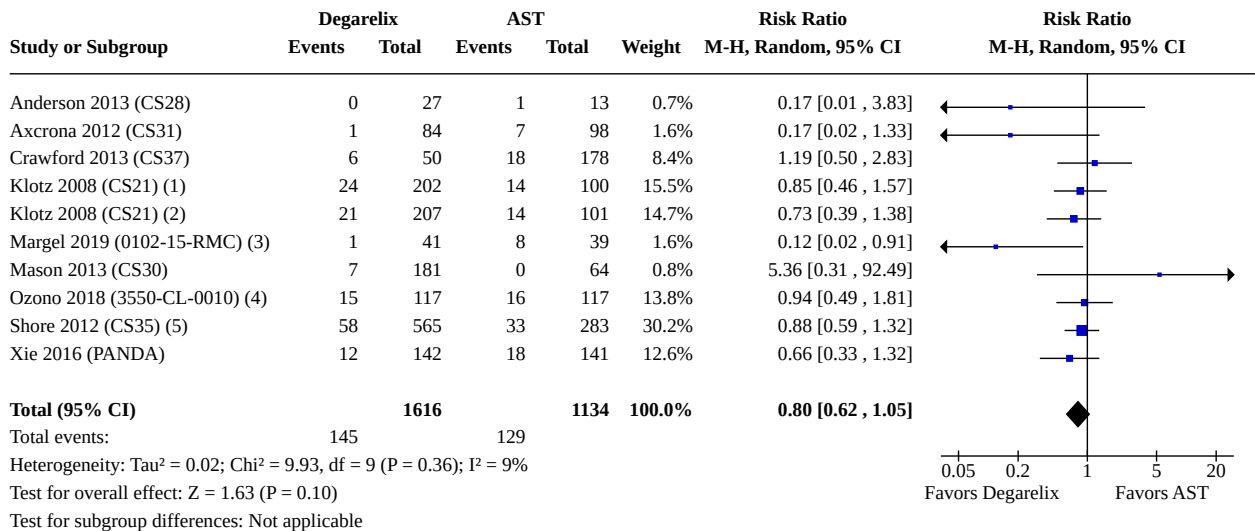 Degarelix AST Risk Ratio Risk Ratio
Study or Subgroup Events Total Events Total Weight M-H, Random, 95% CI M-H, Random, 95% CI
Anderson 2013 (CS28) 0 27 1 13 0.7% 0.17 [0.01 , 3.83]
Axcrona 2012 (CS31) 1 84 7 98 1.6% 0.17 [0.02 , 1.33]
Crawford 2013 (CS37) 6 50 18 178 8.4% 1.19 [0.50 , 2.83]
Klotz 2008 (CS21) (1) 24 202 14 100 15.5% 0.85 [0.46 , 1.57]
Klotz 2008 (CS21) (2) 21 207 14 101 14.7% 0.73 [0.39 , 1.38]
Margel 2019 (0102-15-RMC) (3) 1 41 8 39 1.6% 0.12 [0.02 , 0.91]
Mason 2013 (CS30) 7 181 0 64 0.8% 5.36 [0.31 , 92.49]
Ozono 2018 (3550-CL-0010) (4) 15 117 16 117 13.8% 0.94 [0.49 , 1.81]
Shore 2012 (CS35) (5) 58 565 33 283 30.2% 0.88 [0.59 , 1.32]
Xie 2016 (PANDA) 12 142 18 141 12.6% 0.66 [0.33 , 1.32]
Total (95% CI) 1616 1134 100.0% 0.80 [0.62 , 1.05]
Total events: 145 129
Heterogeneity: Tau² = 0.02; Chi² = 9.93, df = 9 (P = 0.36); I² = 9%
Test for overall effect: Z = 1.63 (P = 0.10)
Test for subgroup differences: Not applicable
0.05 0.2 1 5 20
Favors Degarelix Favors AST